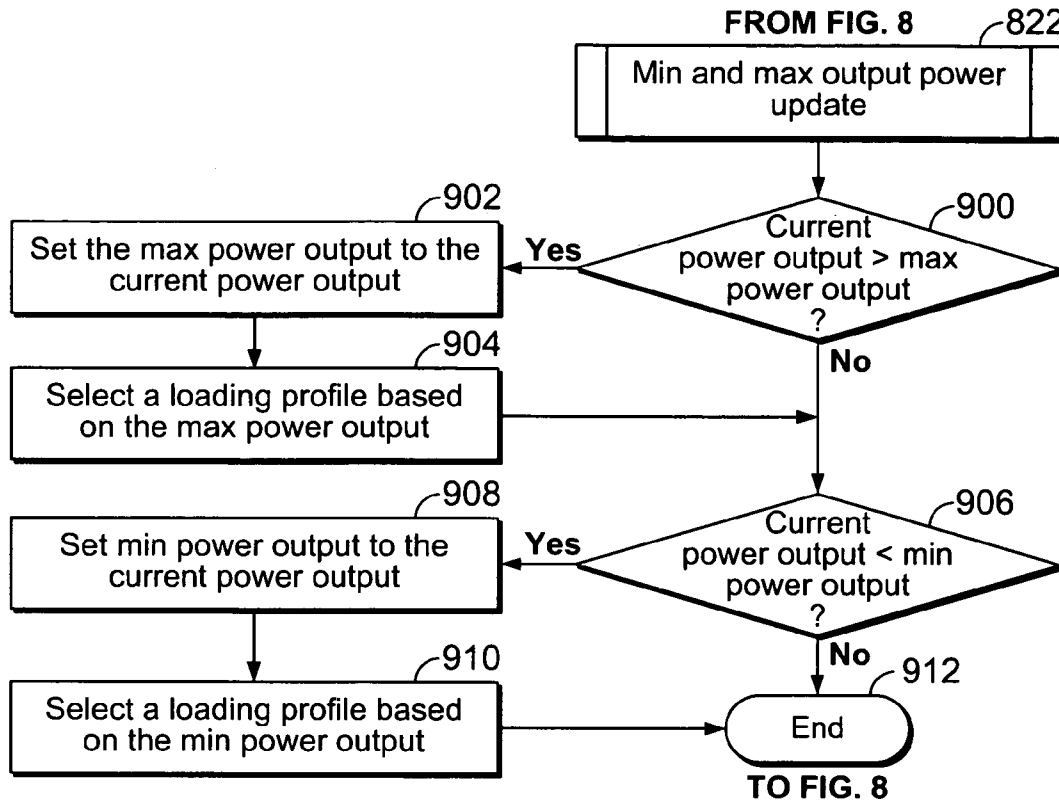 FROM FIG. 8
822
Min and max output power
update
900
Current
power output > max
power output
?
Yes
No
902
Set the max power output to the
current power output
904
Select a loading profile based
on the max power output
906
Current
power output < min
power output
?
Yes
No
908
Set min power output to the
current power output
910
Select a loading profile based
on the min power output
912
End
TO FIG. 8